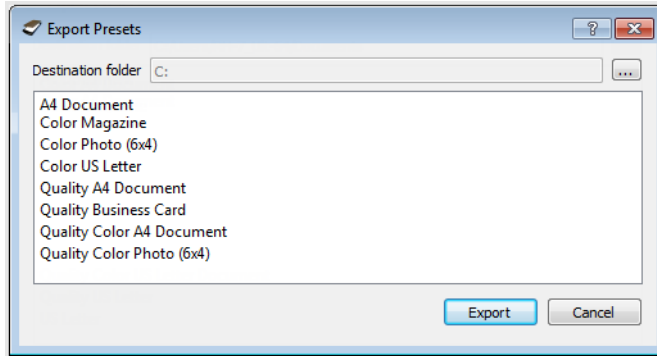 Export Presets
Destination folder C: ...
A4 Document
Color Magazine
Color Photo (6x4)
Color US Letter
Quality A4 Document
Quality Business Card
Quality Color A4 Document
Quality Color Photo (6x4)
Export Cancel